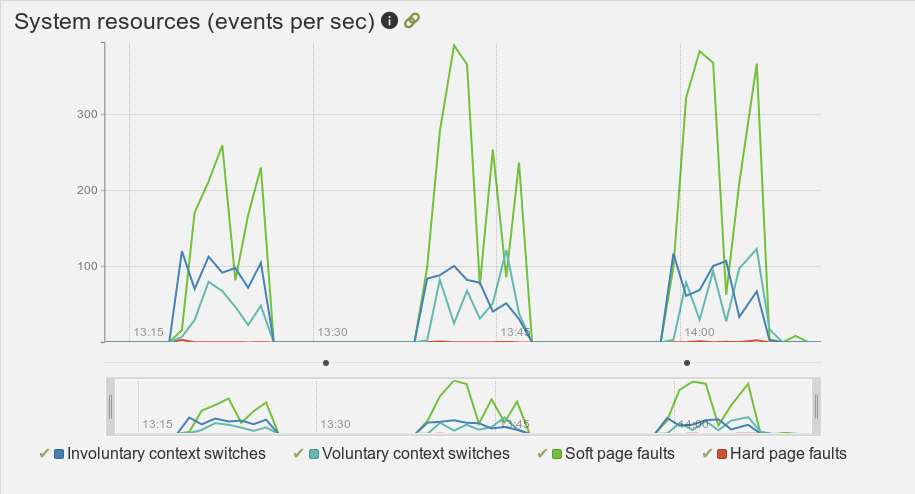 System resources (events per sec)
300
200
100
13:15 13:30 13:45 14:00
13:15 13:30 13:45 14:00
Involuntary context switches Voluntary context switches Soft page faults Hard page faults